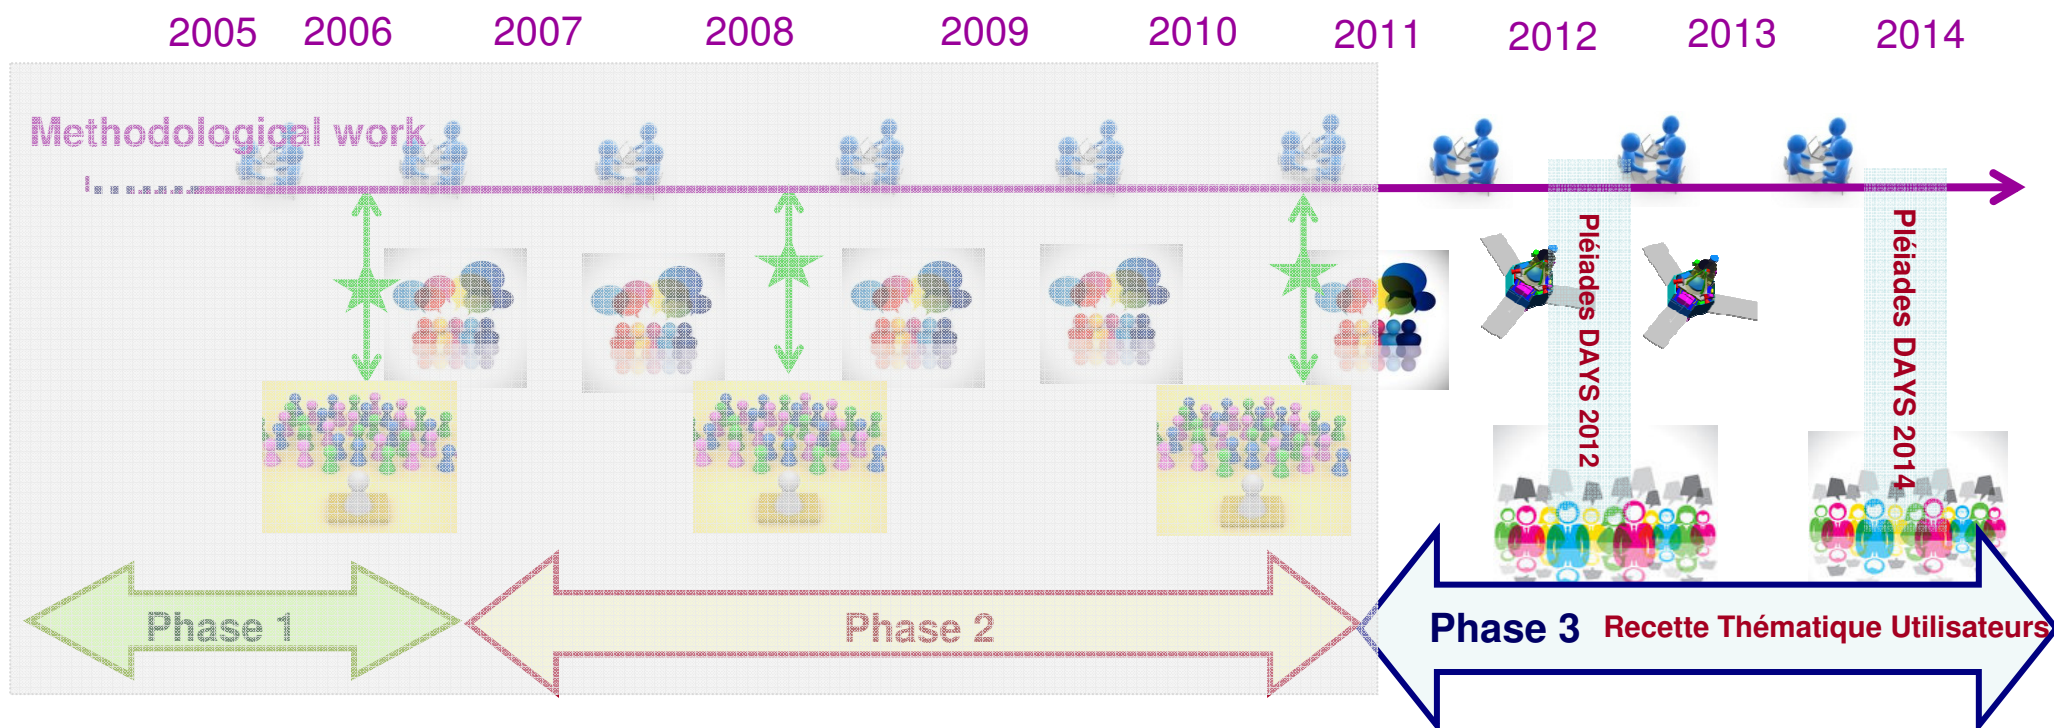 2005 2006 2007 2008 2009 2010 2011 2012 2013 2014
Methodological work
Pléiades DAYS 2012
Pléiades DAYS 2014
Phase 1
Phase 2
Phase 3 Recette Thématique Utilisateurs